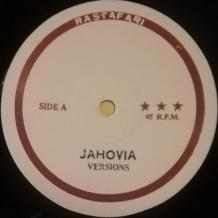 RASTAFARI
SIDE A
★ ★ ★
45 R.P.M.
JAHOVIA
VERSIONS